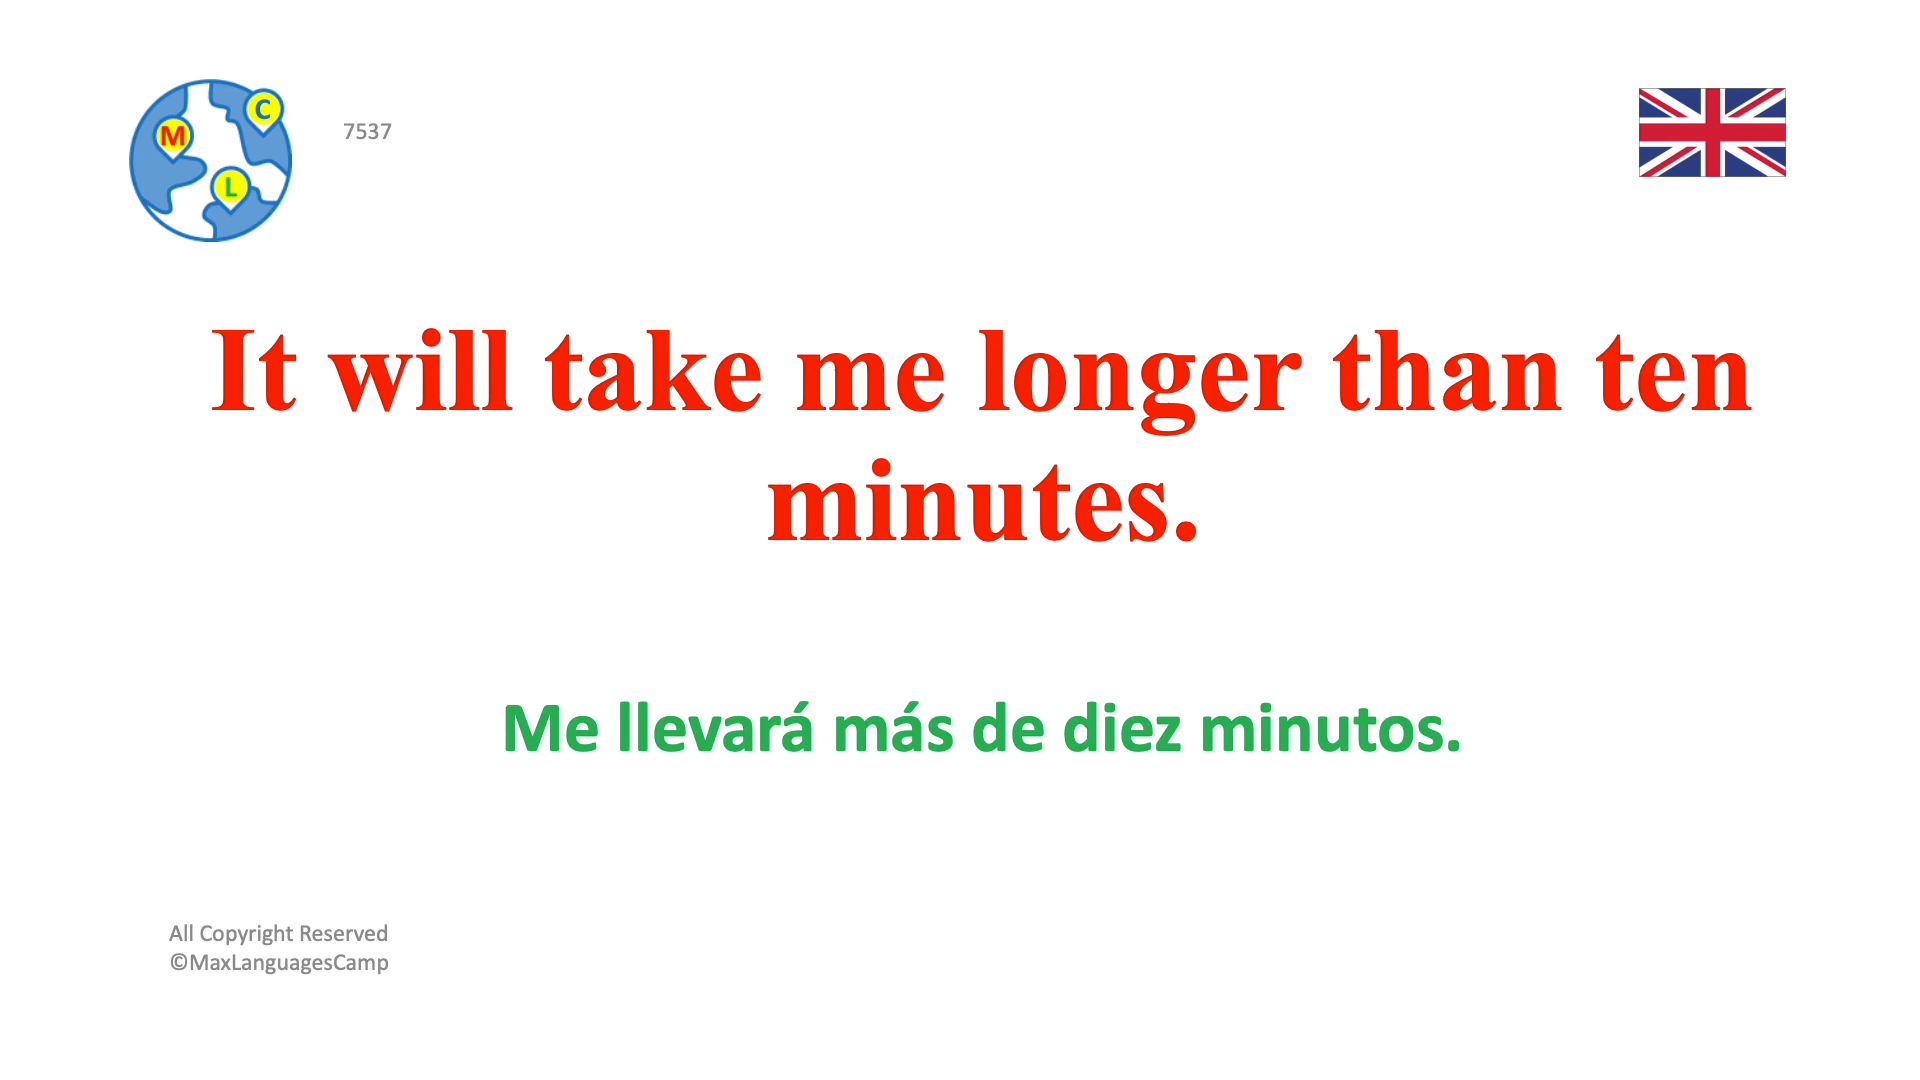 C
M
7537
L
It will take me longer than ten
minutes.
Me llevará más de diez minutos.
All Copyright Reserved
©MaxLanguagesCamp